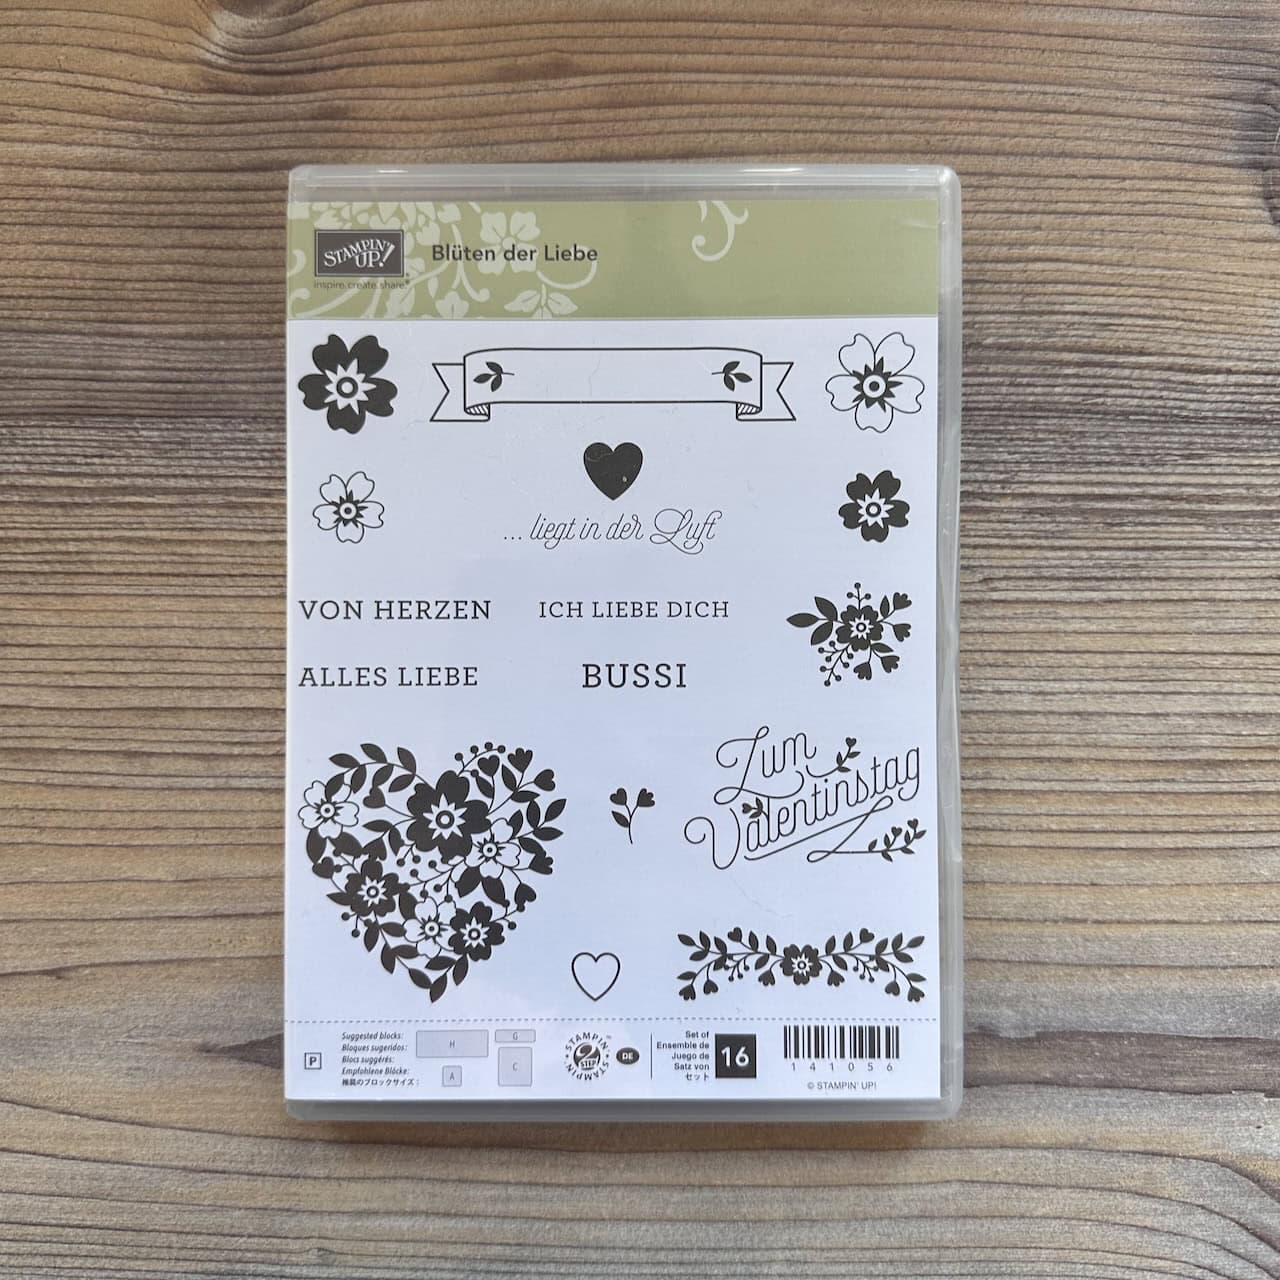 STAMPIN' UP!
inspire.create.share.®
Blüten der Liebe
... liegt in der Luft
VON HERZEN
ICH LIEBE DICH
ALLES LIEBE
BUSSI
Zum
Valentinstag
P
Suggested blocks:
Bloques sugeridos:
Blocs suggérés:
Empfohlene Blöcke:
推奨のブロックサイズ：
H
A
G
C
STAMPIN' 2 STEP STAMPIN'
DE
Set of
Ensemble de
Juego de
Satz von
セット
16
141056
© STAMPIN' UP!